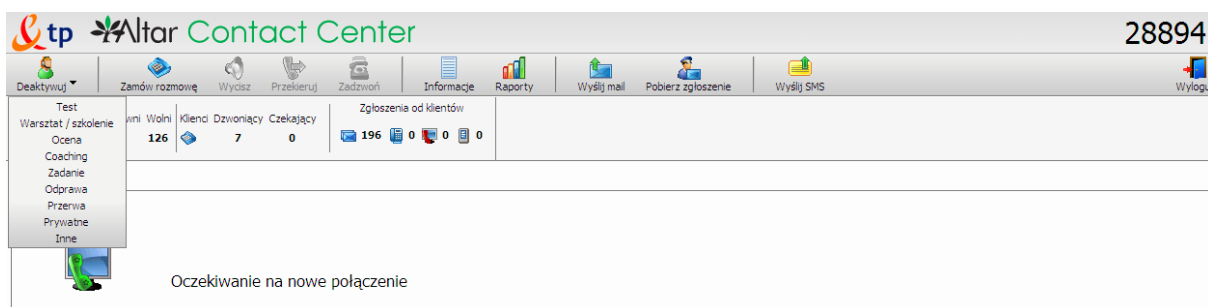 tp Altar Contact Center 28894
Deaktywuj Zamów rozmowę Wycisz Przekieruj Zadzwoń Informacje Raporty Wyślij mail Pobierz zgłoszenie Wyślij SMS Wylogu
Test
Warsztat / szkolenie
Ocena
Coaching
Zadanie
Odprawa
Przerwa
Prywatne
Inne
wni Wolni Klienci Dzwoniący Czekający
126 7 0
Zgłoszenia od klientów
196 0 0 0
Oczekiwanie na nowe połączenie